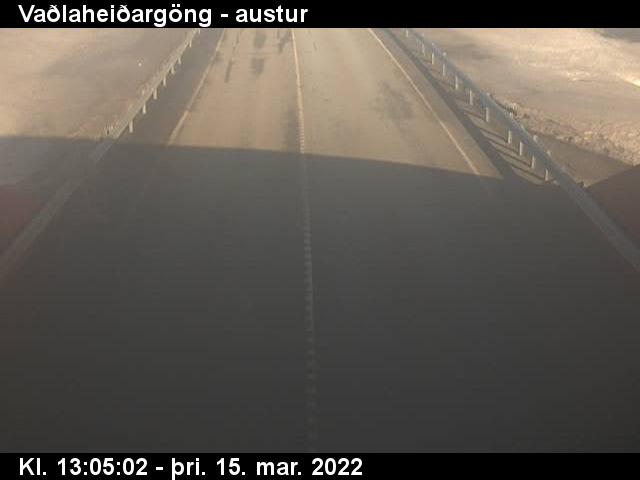 Vaðlaheiðargöng - austur
Kl. 13:05:02 - þri. 15. mar. 2022